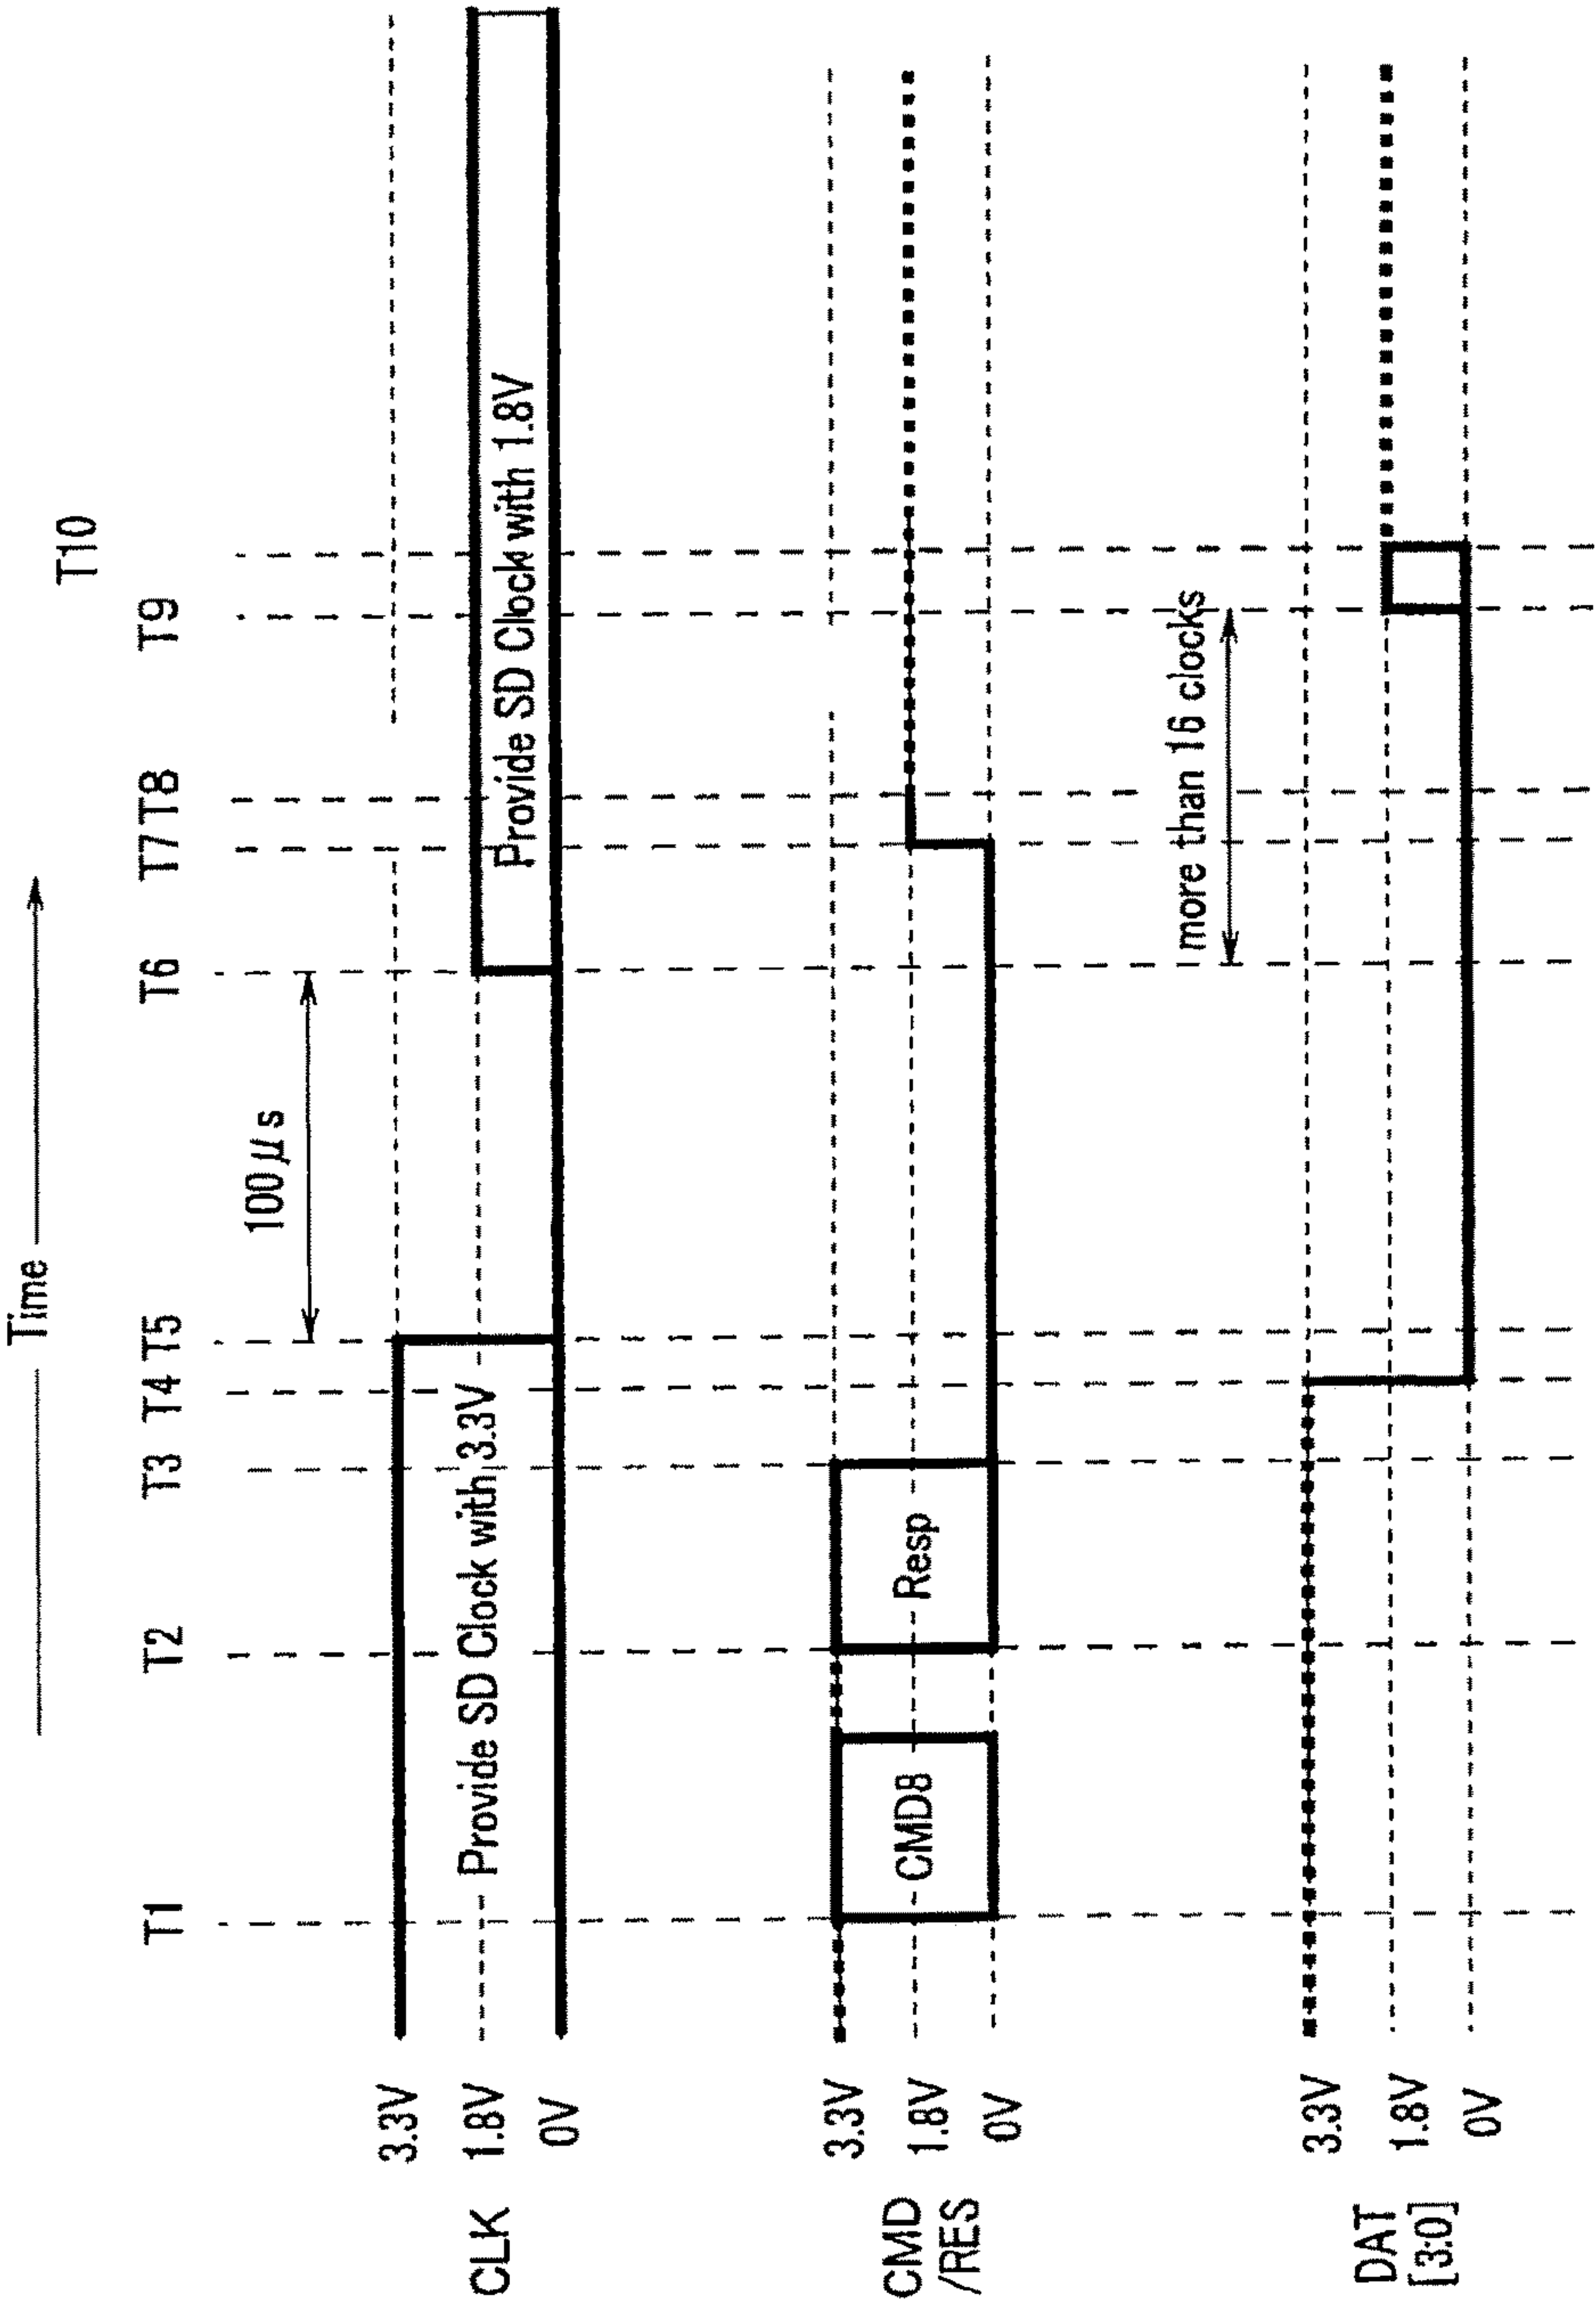 Time
T1 T2 T3 T4 T5 T6 T7 T8 T9 T10
100μs
CLK
3.3V
1.8V
0V
Provide SD Clock with 3.3V
Provide SD Clock with 1.8V
CMD
/RES
3.3V
1.8V
0V
CMD8
Resp
more than 16 clocks
DAT
[3:0]
3.3V
1.8V
0V